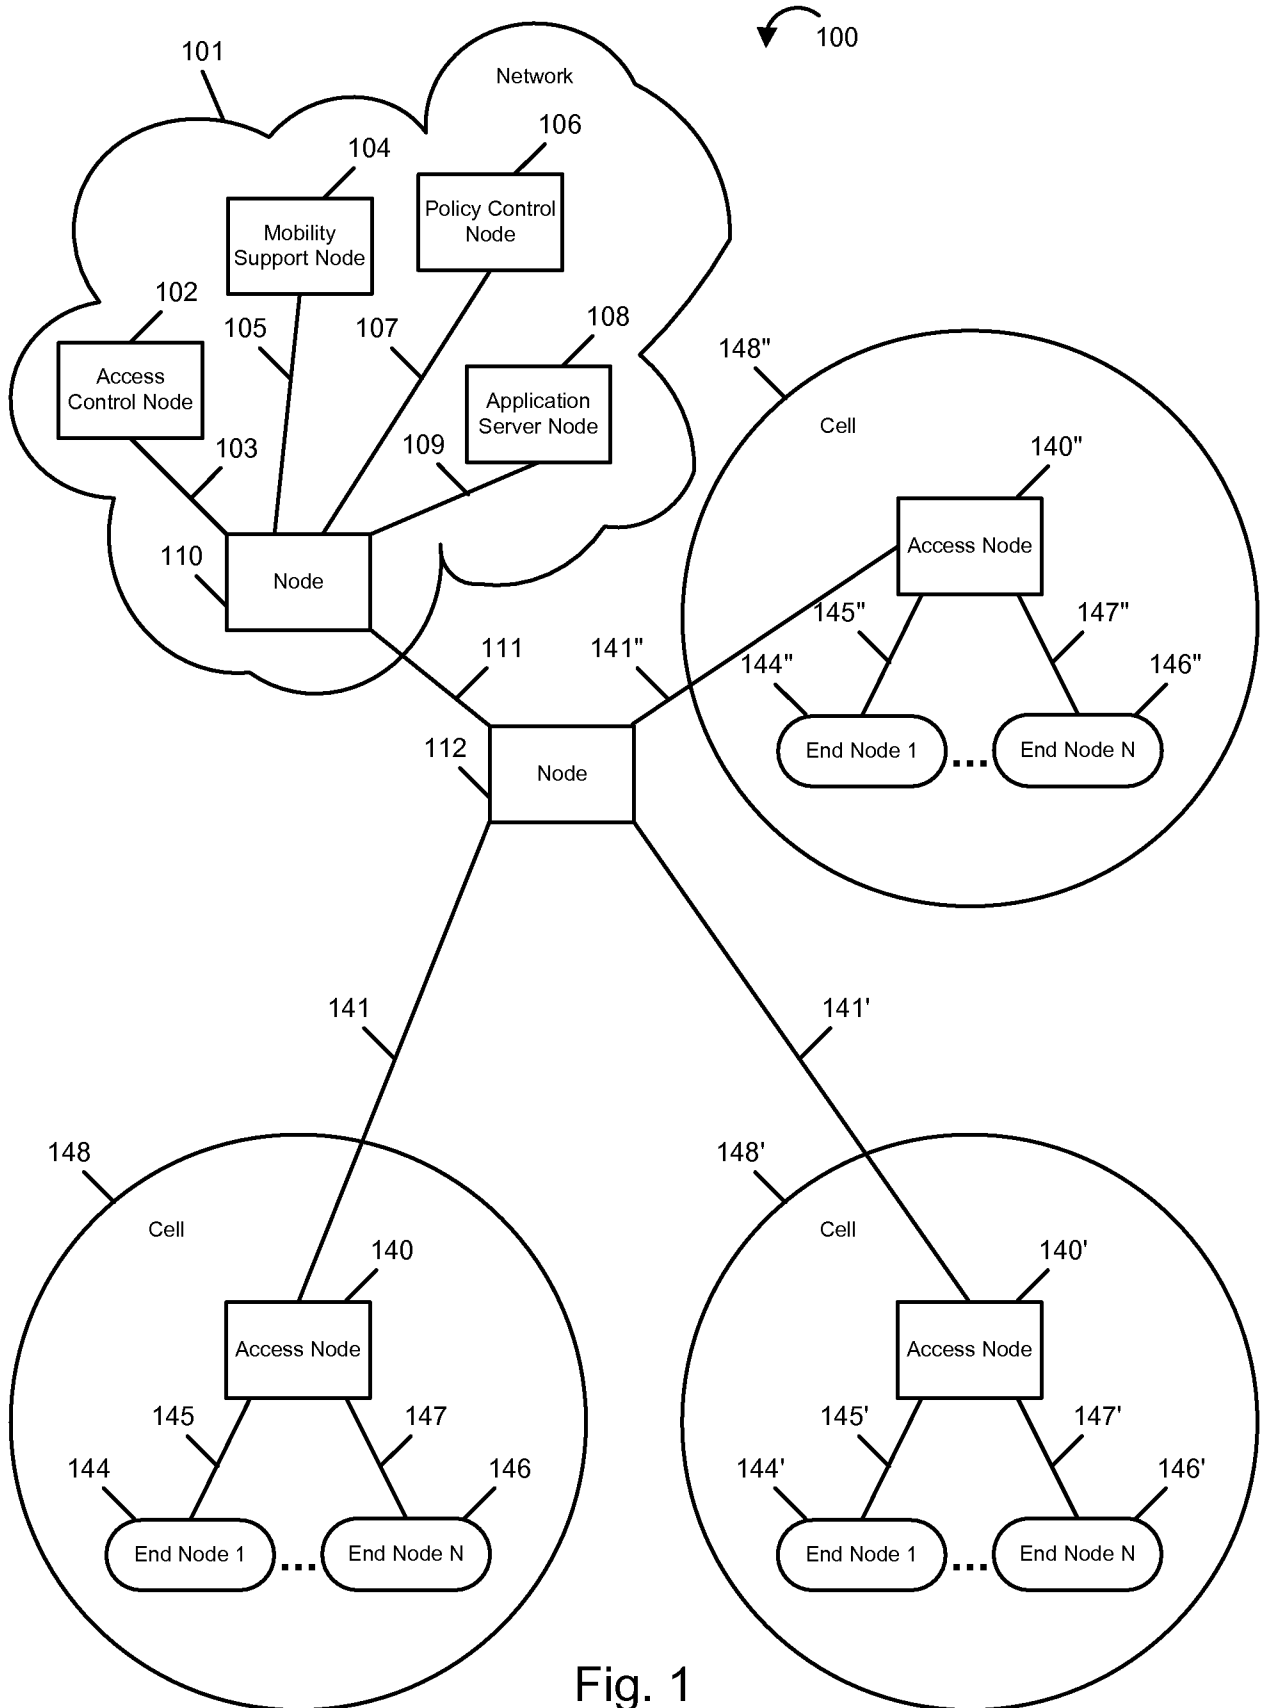 100
101
Network
106
104
Policy Control
Node
Mobility
Support Node
102
105
107
108
148"
Access
Control Node
Application
Server Node
Cell
103
109
140"
110
Node
Access Node
145"
147"
111
141"
144"
146"
112
Node
End Node 1
...
End Node N
141
141'
148
148'
Cell
Cell
140
140'
Access Node
Access Node
145
147
145'
147'
144
146
144'
146'
End Node 1
...
End Node N
End Node 1
...
End Node N
Fig. 1